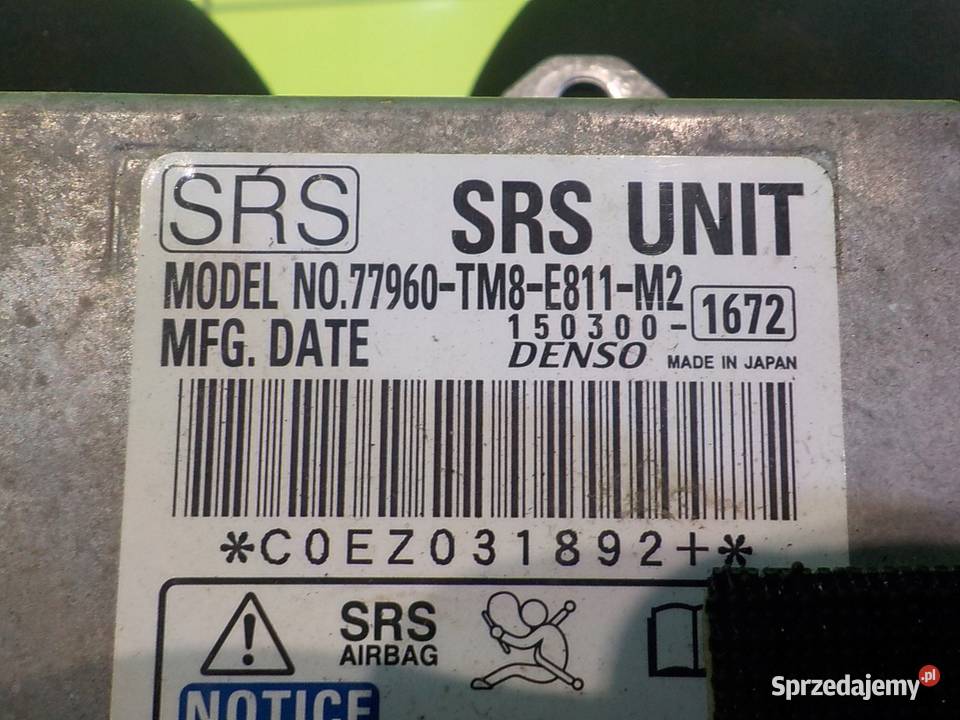 SRS SRS UNIT
MODEL NO.77960-TM8-E811-M2
150300- 1672
MFG. DATE DENSO MADE IN JAPAN
*C0EZ031892+*
SRS
AIRBAG
NOTICE
Sprzedajemy.pl